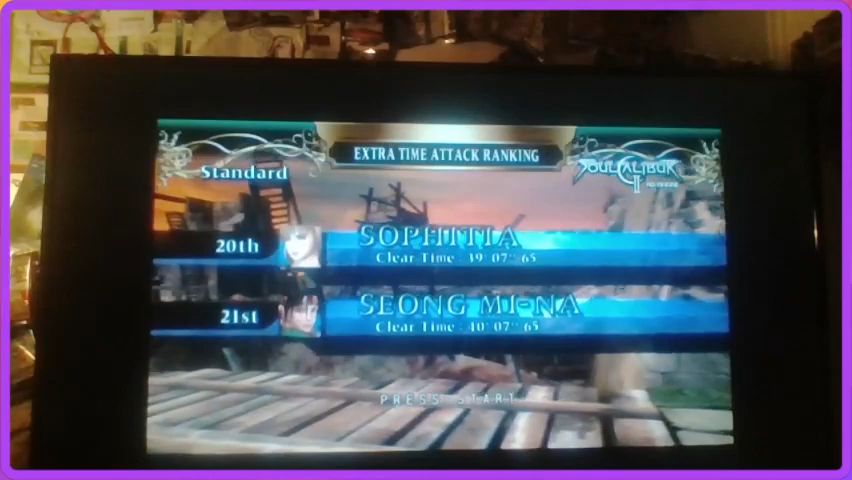 EXTRA TIME ATTACK RANKING
Standard
SOULCALIBUR
II
20th
SOPHITIA
Clear Time : 39' 07" 65
21st
SEONG MI-NA
Clear Time : 40' 07" 65
PRESS START